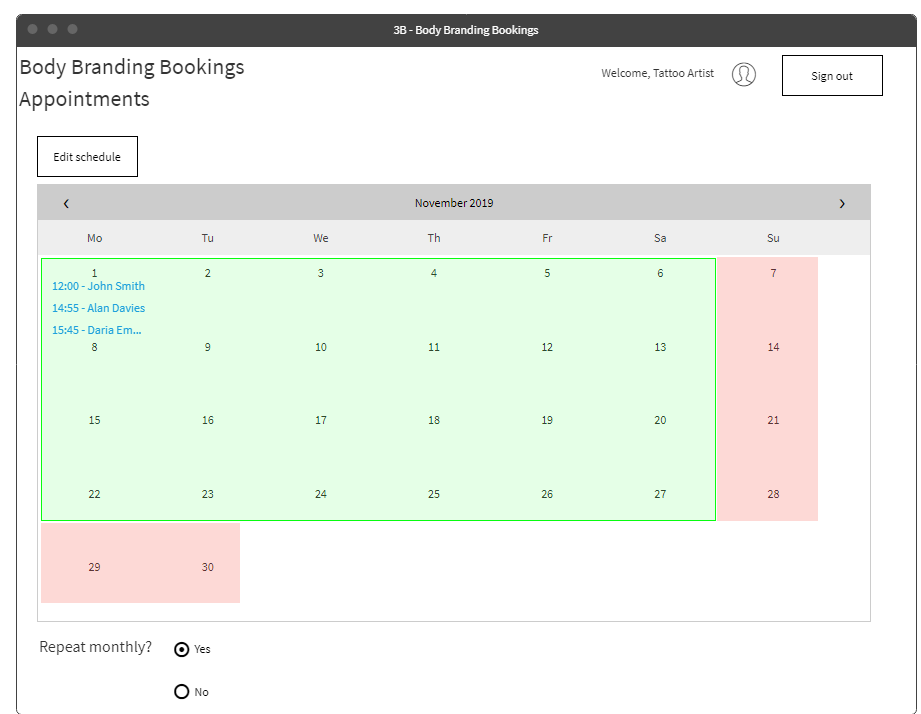 3B - Body Branding Bookings
Body Branding Bookings
Welcome, Tattoo Artist
Sign out
Appointments
Edit schedule
‹ November 2019 ›
Mo Tu We Th Fr Sa Su
1 2 3 4 5 6 7
12:00 - John Smith
14:55 - Alan Davies
15:45 - Daria Em...
8 9 10 11 12 13 14
15 16 17 18 19 20 21
22 23 24 25 26 27 28
29 30
Repeat monthly? Yes
No